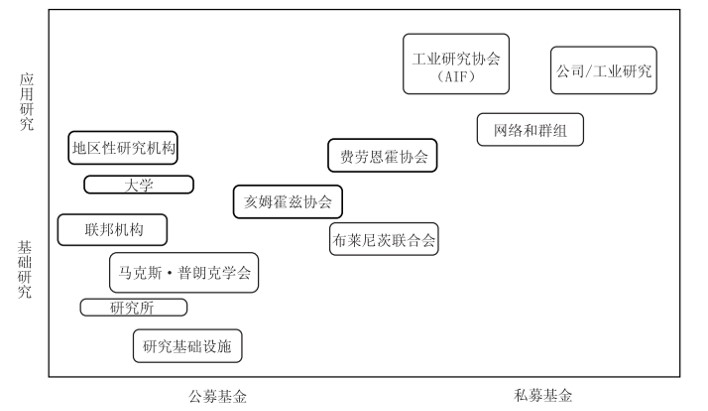 应用研究
基础研究
工业研究协会
（AIF）
公司/工业研究
网络和群组
地区性研究机构
费劳恩霍协会
大学
亥姆霍兹协会
联邦机构
布莱尼茨联合会
马克斯·普朗克学会
研究所
研究基础设施
公募基金
私募基金